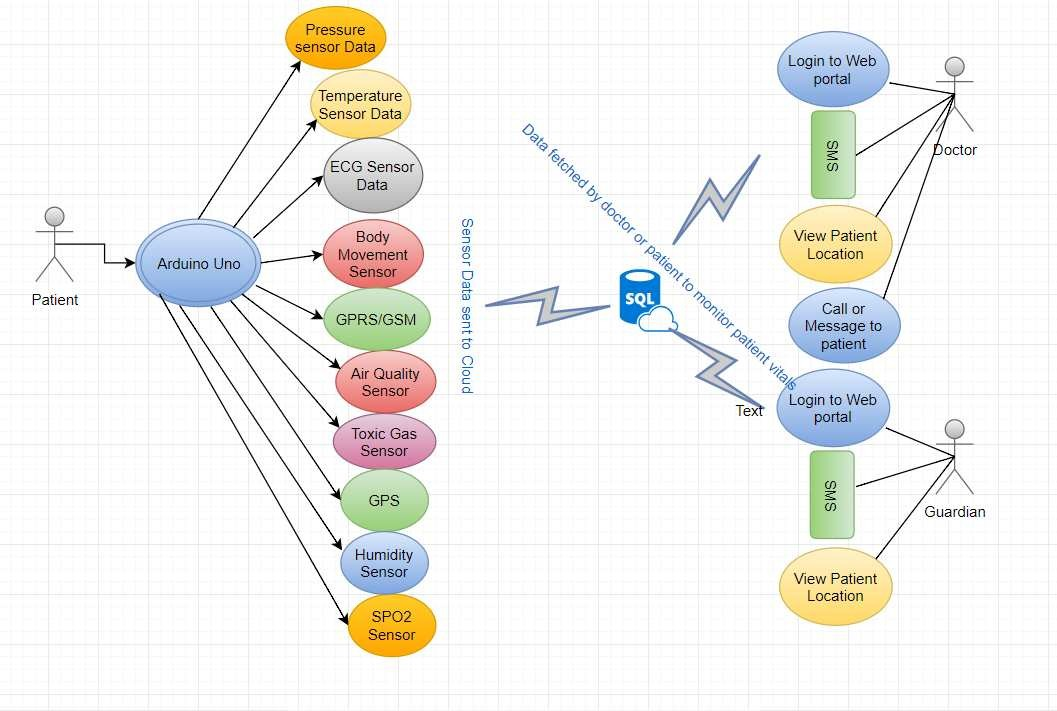 Pressure
sensor Data
Temperature
Sensor Data
ECG Sensor
Data
Body
Movement
Sensor
GPRS/GSM
Air Quality
Sensor
Toxic Gas
Sensor
GPS
Humidity
Sensor
SPO2
Sensor
Patient
Arduino Uno
Sensor Data sent to Cloud
Data fetched by doctor or patient to monitor patient vitals
SQL
Text
Login to Web
portal
SMS
View Patient
Location
Call or
Message to
patient
Doctor
Login to Web
portal
SMS
View Patient
Location
Guardian